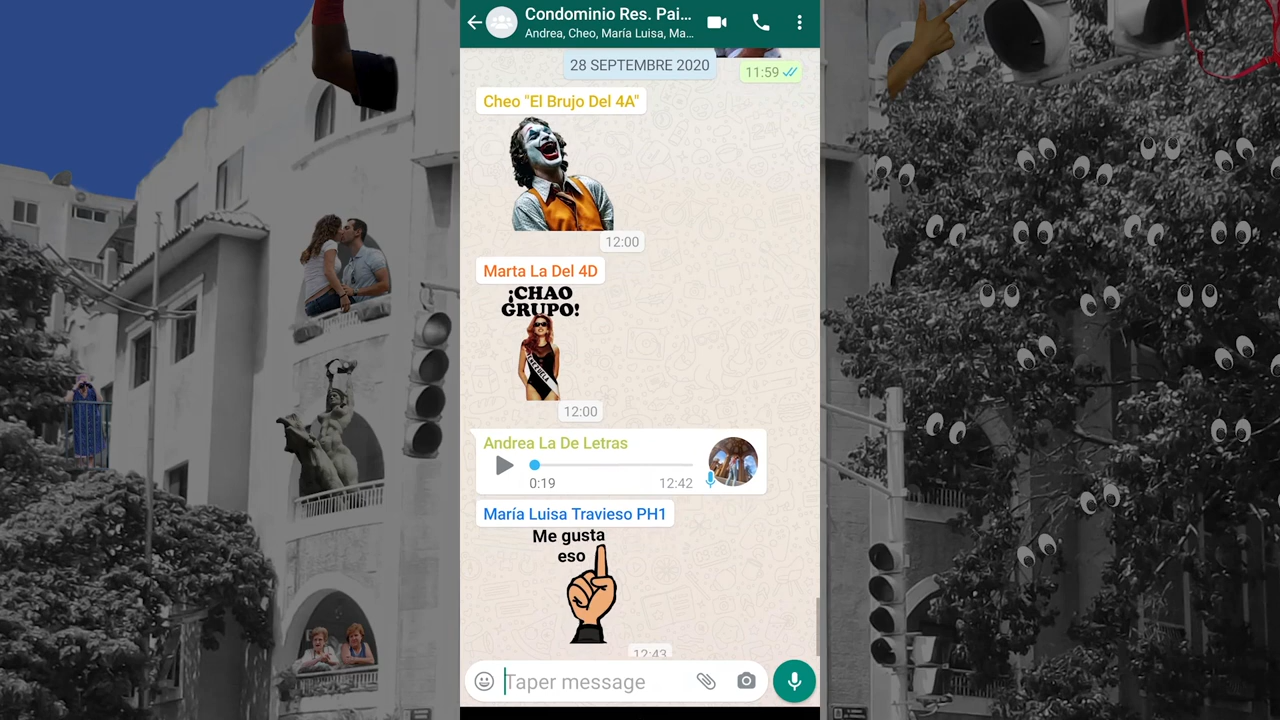 Condominio Res. Pai...
Andrea, Cheo, María Luisa, Ma...
28 SEPTEMBRE 2020
11:59
Cheo "El Brujo Del 4A"
12:00
Marta La Del 4D
¡CHAO
GRUPO!
VENEZUELA
12:00
Andrea La De Letras
0:19
12:42
María Luisa Travieso PH1
Me gusta
eso
12:43
Taper message